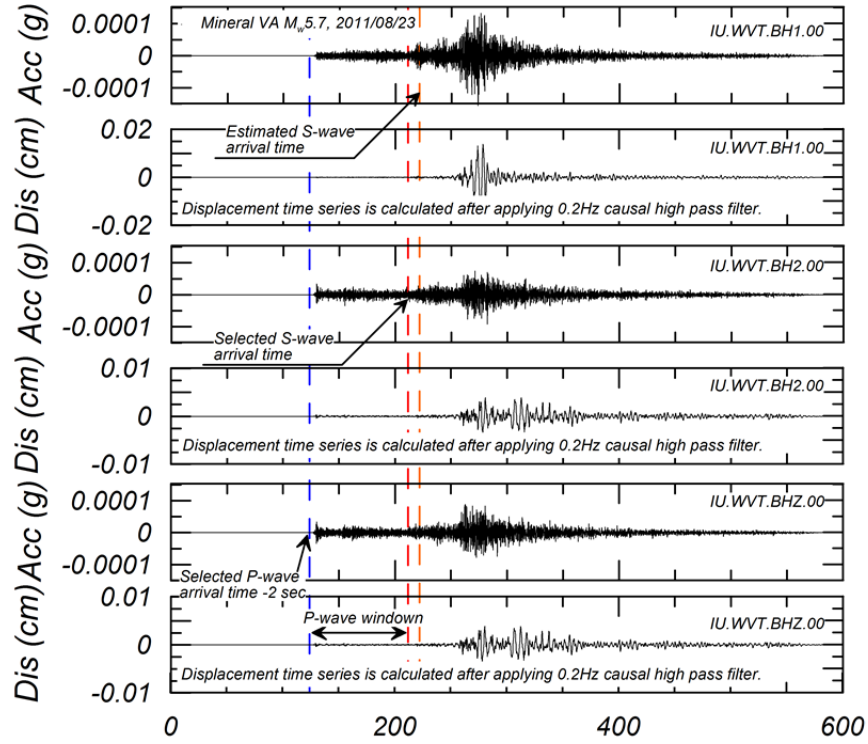 Acc (g)
0.0001
0
-0.0001
Mineral VA Mw5.7, 2011/08/23
IU.WVT.BH1.00
Estimated S-wave
arrival time
Dis (cm)
0.02
0
-0.02
IU.WVT.BH1.00
Displacement time series is calculated after applying 0.2Hz causal high pass filter.
Acc (g)
0.0001
0
-0.0001
IU.WVT.BH2.00
Selected S-wave
arrival time
Dis (cm)
0.01
0
-0.01
IU.WVT.BH2.00
Displacement time series is calculated after applying 0.2Hz causal high pass filter.
Acc (g)
0.0001
0
-0.0001
IU.WVT.BHZ.00
Selected P-wave
arrival time -2 sec
Dis (cm)
0.01
0
-0.01
P-wave windown
IU.WVT.BHZ.00
Displacement time series is calculated after applying 0.2Hz causal high pass filter.
0 200 400 600